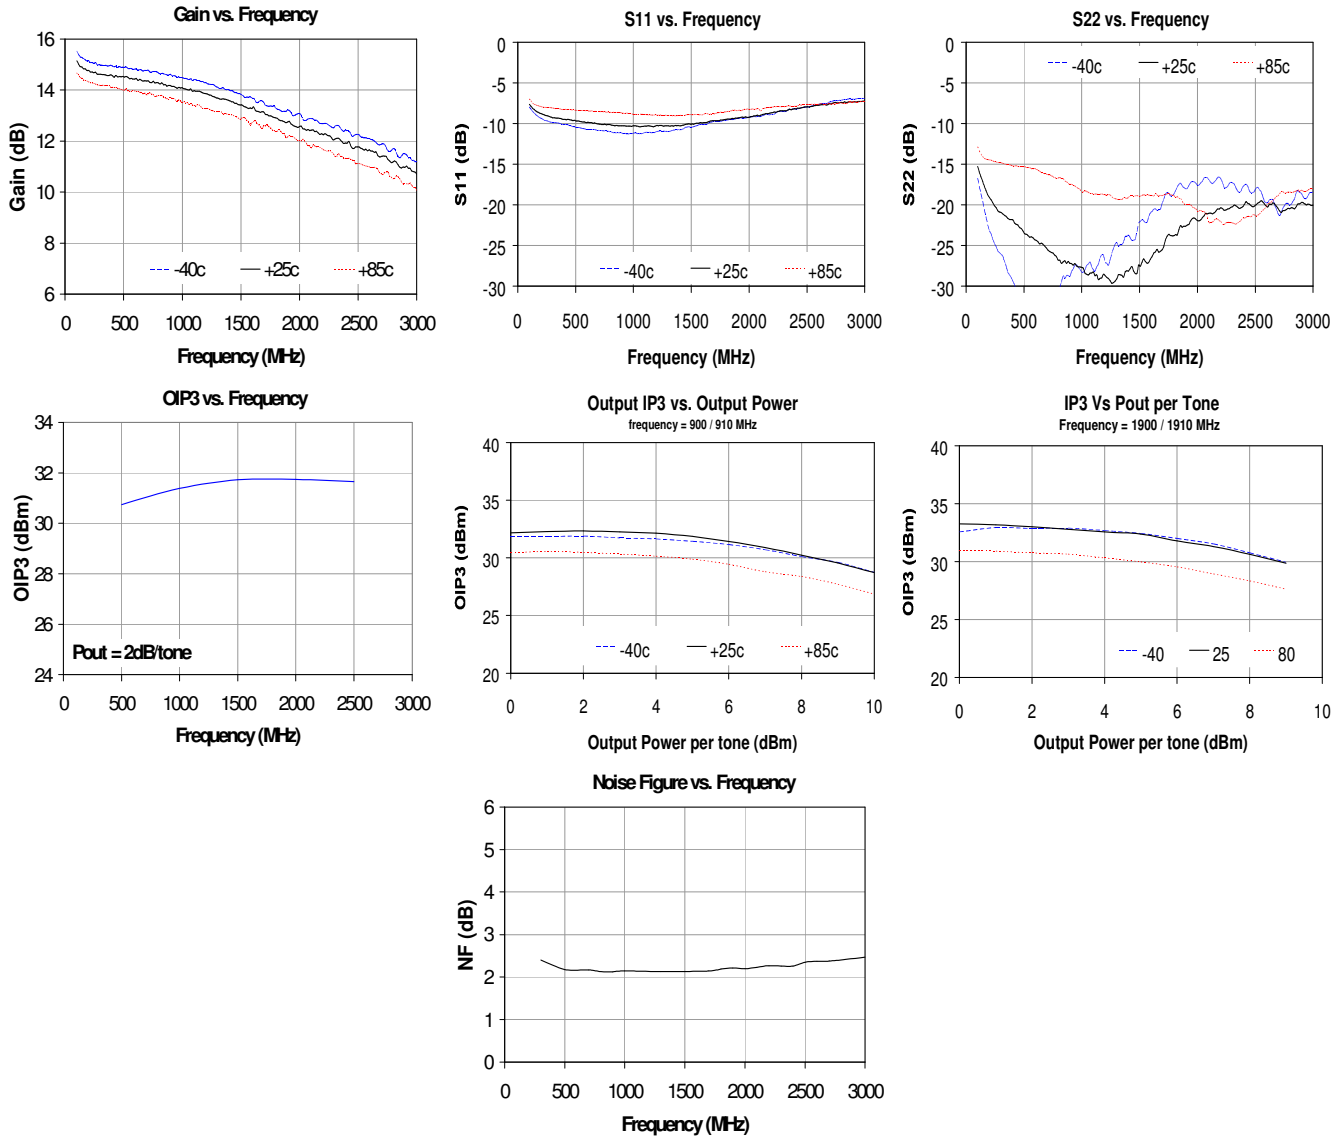 Gain vs. Frequency
16
14
12
10
8
6
Gain (dB)
-40c +25c +85c
0 500 1000 1500 2000 2500 3000
Frequency (MHz)
S11 vs. Frequency
0
-5
-10
-15
-20
-25
-30
S11 (dB)
-40c +25c +85c
0 500 1000 1500 2000 2500 3000
Frequency (MHz)
S22 vs. Frequency
0
-5
-10
-15
-20
-25
-30
S22 (dB)
-40c +25c +85c
0 500 1000 1500 2000 2500 3000
Frequency (MHz)
OIP3 vs. Frequency
34
32
30
28
26
24
OIP3 (dBm)
Pout = 2dB/tone
0 500 1000 1500 2000 2500 3000
Frequency (MHz)
Output IP3 vs. Output Power
frequency = 900 / 910 MHz
40
35
30
25
20
OIP3 (dBm)
-40c +25c +85c
0 2 4 6 8 10
Output Power per tone (dBm)
IP3 Vs Pout per Tone
Frequency = 1900 / 1910 MHz
40
35
30
25
20
OIP3 (dBm)
-40 25 80
0 2 4 6 8 10
Output Power per tone (dBm)
Noise Figure vs. Frequency
6
5
4
3
2
1
0
NF (dB)
0 500 1000 1500 2000 2500 3000
Frequency (MHz)